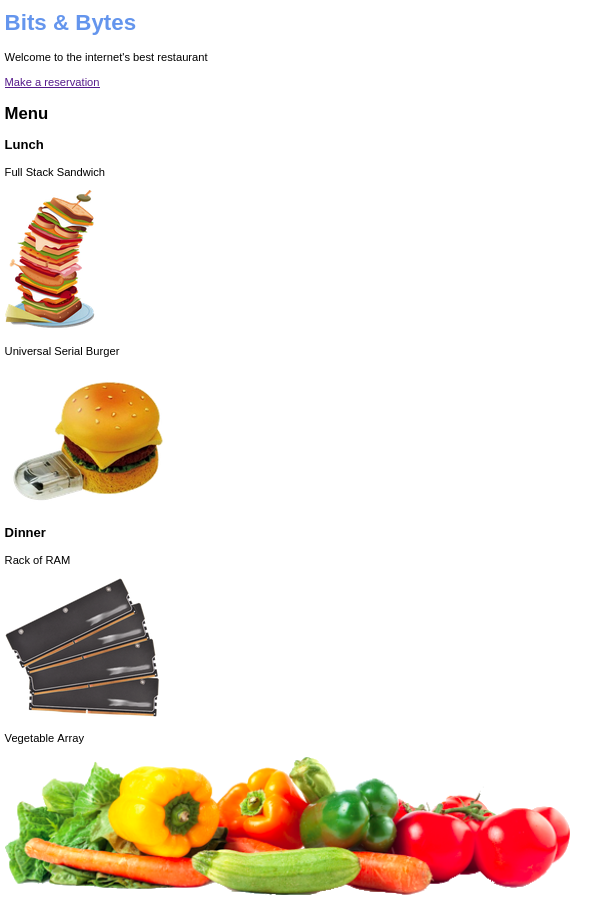 Bits & Bytes
Welcome to the internet's best restaurant
Make a reservation
Menu
Lunch
Full Stack Sandwich
Universal Serial Burger
Dinner
Rack of RAM
Vegetable Array